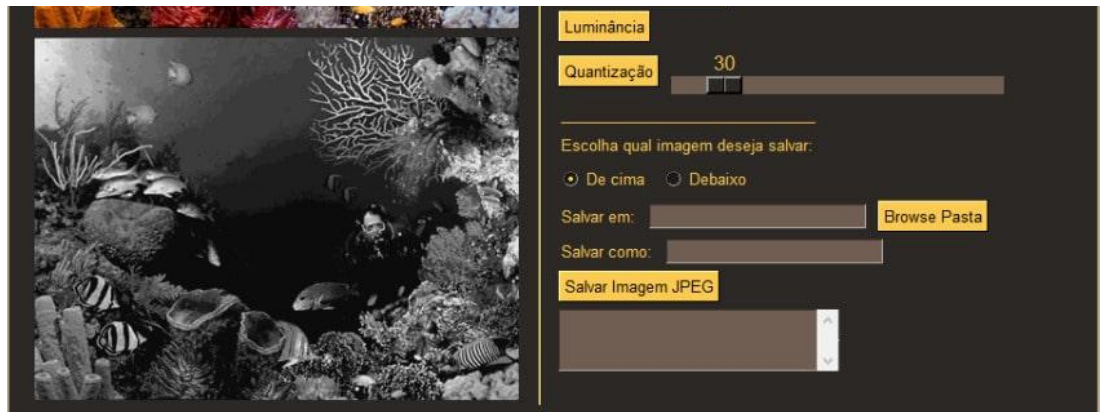 Luminância
Quantização
30
Escolha qual imagem deseja salvar:
De cima Debaixo
Salvar em: Browse Pasta
Salvar como:
Salvar Imagem JPEG